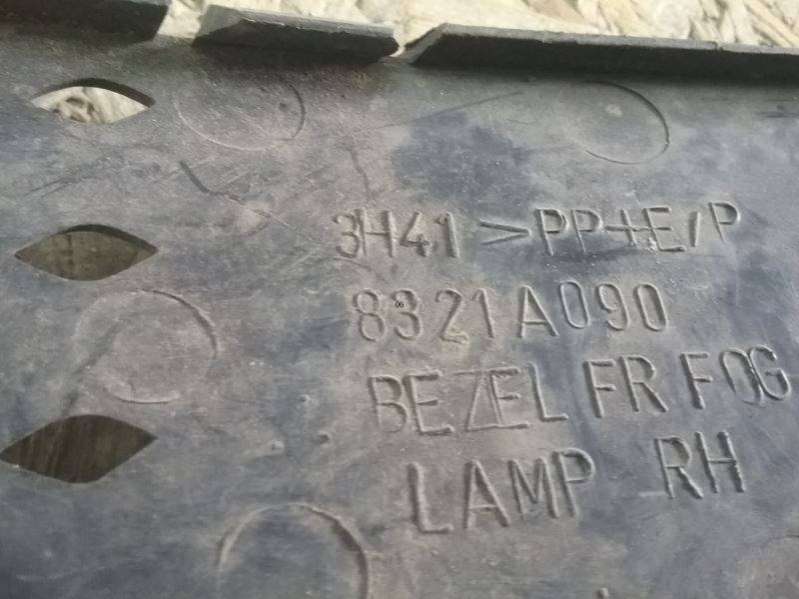 3H41 >PP+E/P
8321A090
BEZEL FR FOG
LAMP RH